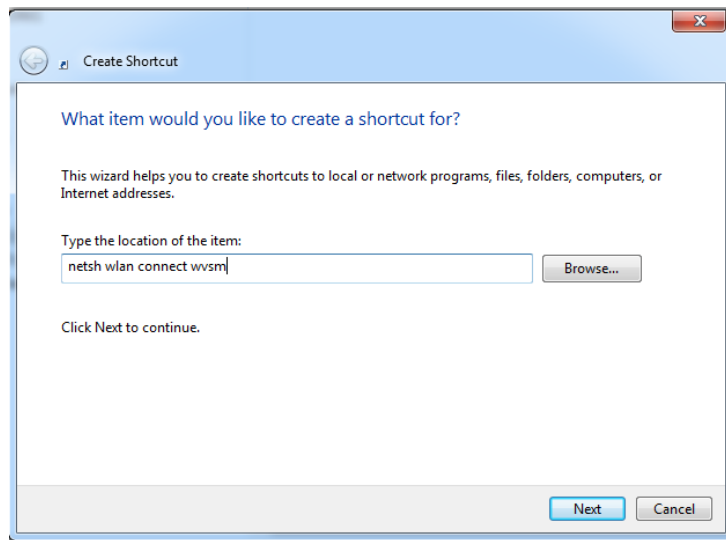 Create Shortcut
What item would you like to create a shortcut for?
This wizard helps you to create shortcuts to local or network programs, files, folders, computers, or
Internet addresses.
Type the location of the item:
netsh wlan connect wvsm
Browse...
Click Next to continue.
Next
Cancel